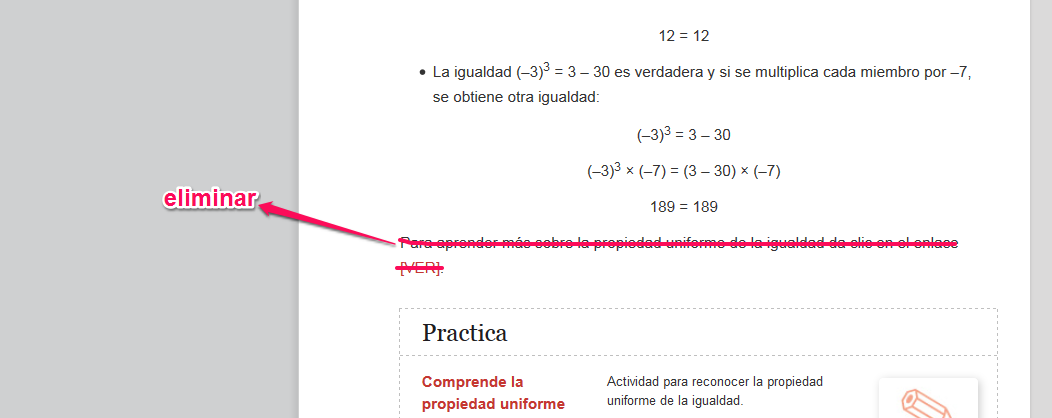 12 = 12
• La igualdad (–3)³ = 3 – 30 es verdadera y si se multiplica cada miembro por –7,
se obtiene otra igualdad:
(–3)³ = 3 – 30
(–3)³ × (–7) = (3 – 30) × (–7)
189 = 189
eliminar
Para aprender más sobre la propiedad uniforme de la igualdad da clic en el enlace
[VER].
Practica
Comprende la
propiedad uniforme
Actividad para reconocer la propiedad
uniforme de la igualdad.